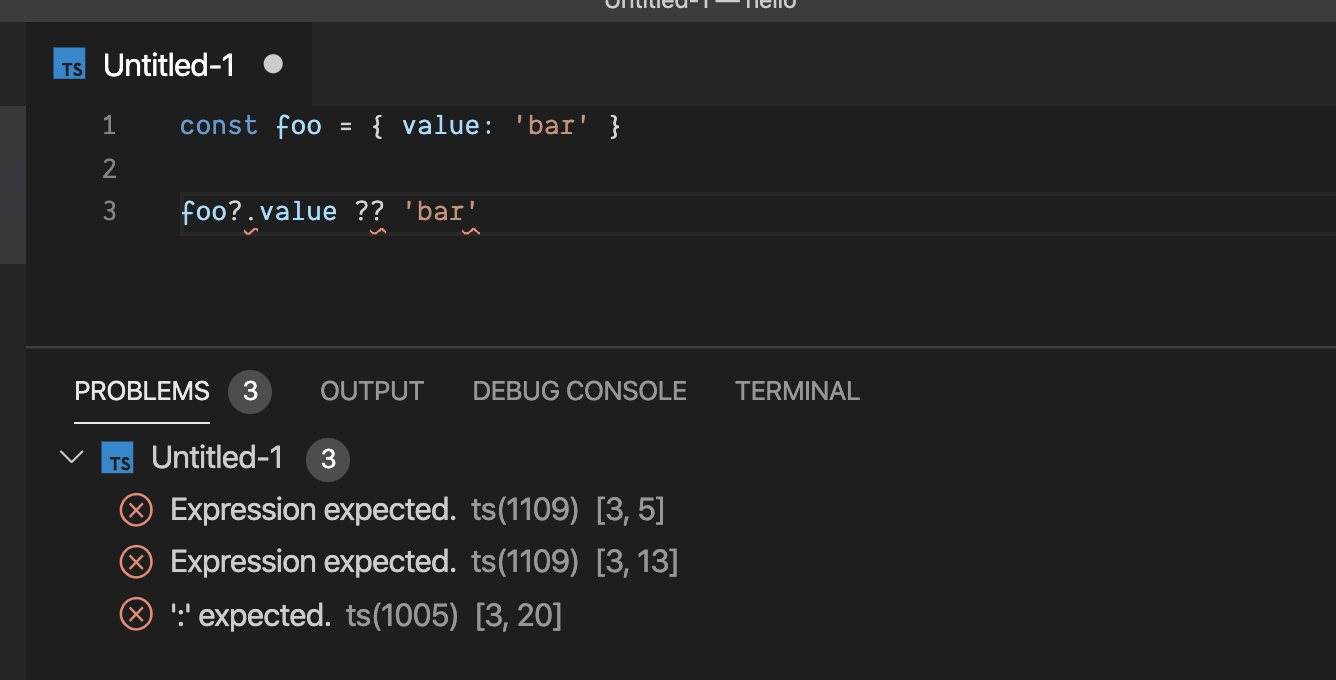 Untitled-1 — hello
TS Untitled-1
1 const foo = { value: 'bar' }
2
3 foo?.value ?? 'bar'
PROBLEMS 3 OUTPUT DEBUG CONSOLE TERMINAL
TS Untitled-1 3
Expression expected. ts(1109) [3, 5]
Expression expected. ts(1109) [3, 13]
':' expected. ts(1005) [3, 20]